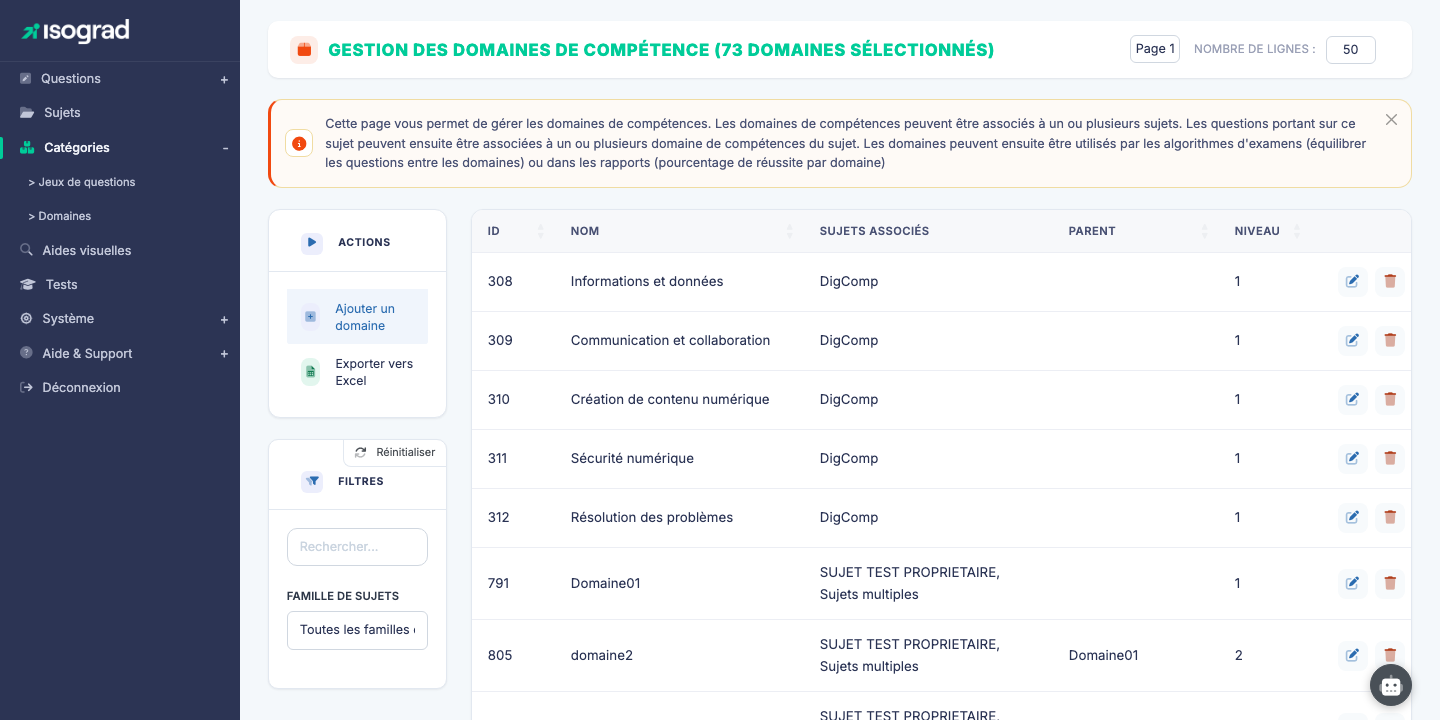 isograd
Questions +
Sujets
Catégories -
> Jeux de questions
> Domaines
Aides visuelles
Tests
Système +
Aide & Support +
Déconnexion
GESTION DES DOMAINES DE COMPÉTENCE (73 DOMAINES SÉLECTIONNÉS)
Page 1 NOMBRE DE LIGNES : 50
Cette page vous permet de gérer les domaines de compétences. Les domaines de compétences peuvent être associés à un ou plusieurs sujets. Les questions portant sur ce
sujet peuvent ensuite être associées à un ou plusieurs domaine de compétences du sujet. Les domaines peuvent ensuite être utilisés par les algorithmes d'examens (équilibrer
les questions entre les domaines) ou dans les rapports (pourcentage de réussite par domaine)
ACTIONS
Ajouter un
domaine
Exporter vers
Excel
Réinitialiser
FILTRES
Rechercher...
FAMILLE DE SUJETS
Toutes les familles
ID NOM SUJETS ASSOCIÉS PARENT NIVEAU
308 Informations et données DigComp 1
309 Communication et collaboration DigComp 1
310 Création de contenu numérique DigComp 1
311 Sécurité numérique DigComp 1
312 Résolution des problèmes DigComp 1
791 Domaine01 SUJET TEST PROPRIETAIRE, 1
Sujets multiples
805 domaine2 SUJET TEST PROPRIETAIRE, Domaine01 2
Sujets multiples
SUJET TEST PROPRIETAIRE,